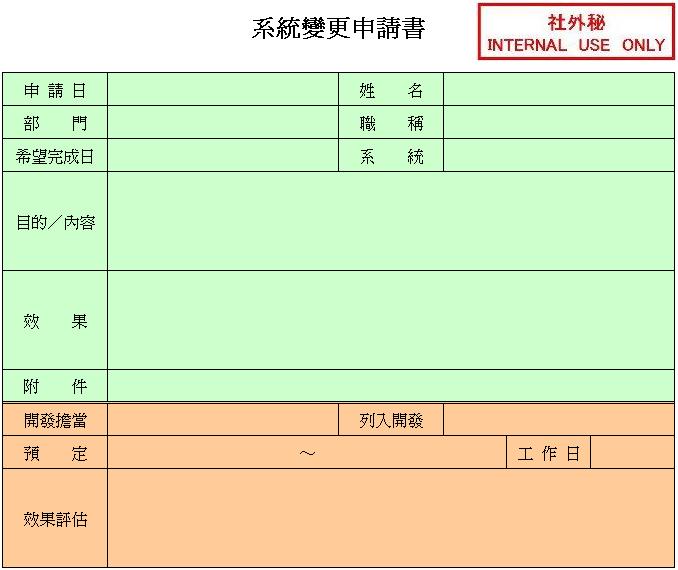 系統變更申請書
社外秘
INTERNAL USE ONLY
申請日 姓名
部門 職稱
希望完成日 系統
目的／內容
效果
附件
開發擔當 列入開發
預定 ～ 工作日
效果評估